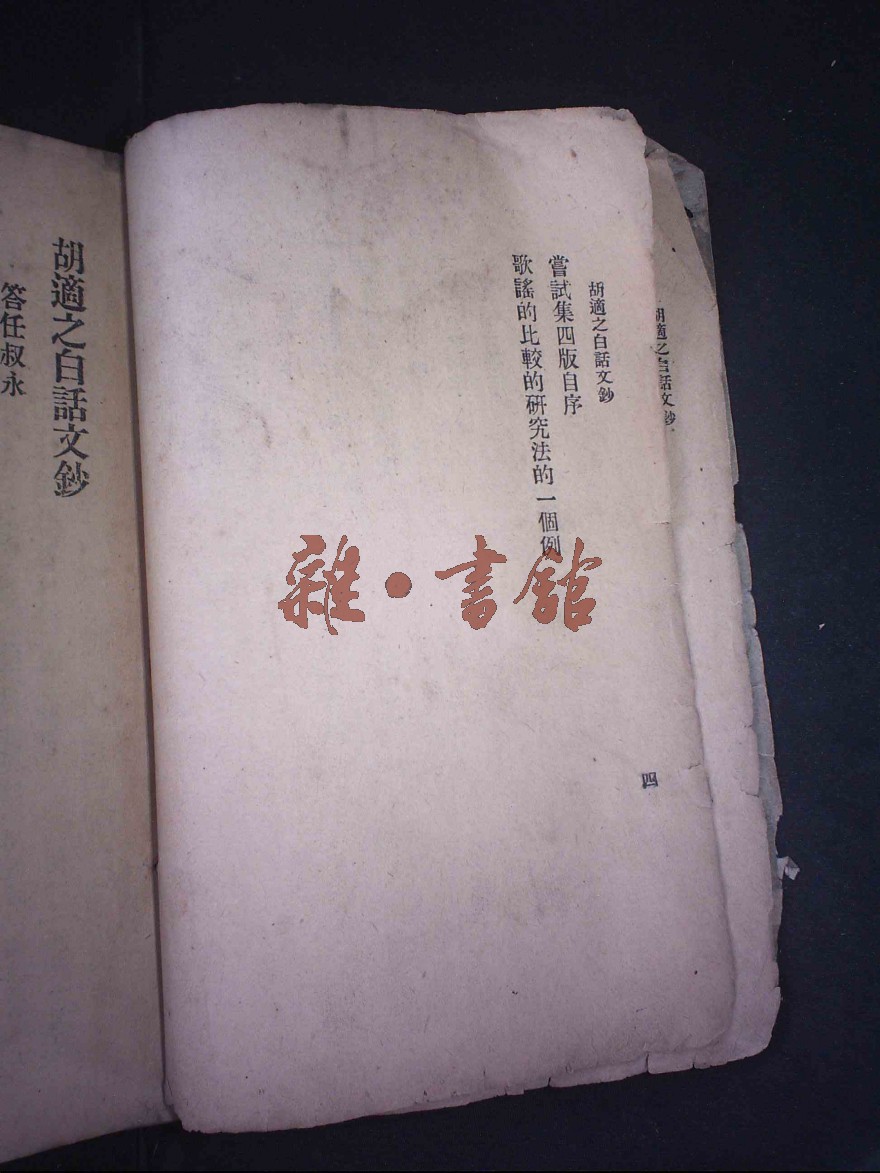 胡適之白話文鈔
胡適之白話文鈔
嘗試集四版自序
歌謠的比較的研究法的一個例
四
雜•書館
胡適之白話文鈔
答任叔永